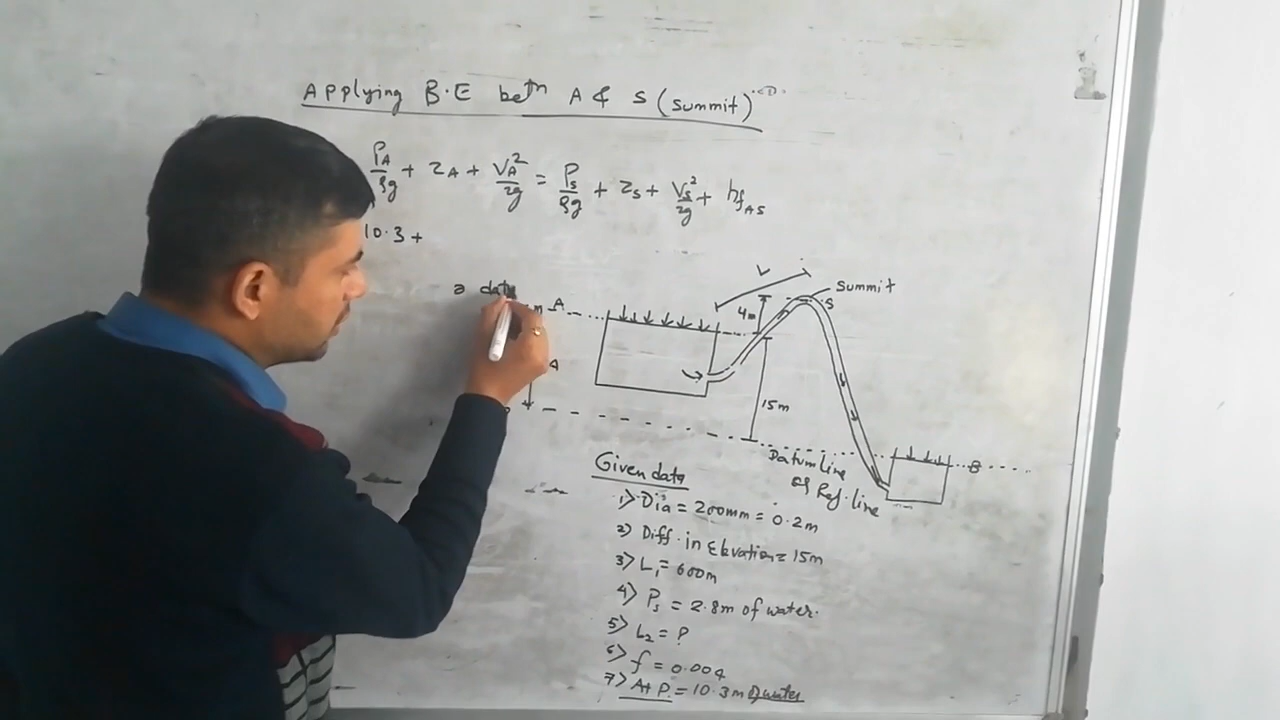 Applying B.E betn A & S (Summit)
PA/ρg + ZA + VA²/2g = Ps/ρg + Zs + Vs²/2g + hfAS
10.3 +
Summit
datu
A
4m
S
A
15m
Datum line
or Ref. line
B
Given data
1> Dia = 200mm = 0.2m
2> Diff. in Elevation = 15m
3> L1 = 600m
4> Ps = 2.8m of water.
5> L2 = ?
6> f = 0.004
7> At P. = 10.3m of water